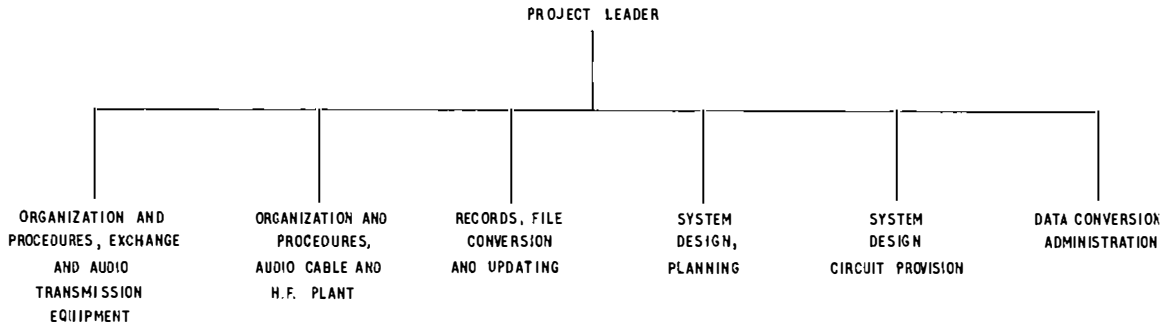 PROJECT LEADER
ORGANIZATION AND
PROCEDURES, EXCHANGE
AND AUDIO
TRANSMISSION
EQUIPMENT
ORGANIZATION AND
PROCEDURES,
AUDIO CABLE AND
H.F. PLANT
RECORDS, FILE
CONVERSION
AND UPDATING
SYSTEM
DESIGN,
PLANNING
SYSTEM
DESIGN
CIRCUIT PROVISION
DATA CONVERSION
ADMINISTRATION